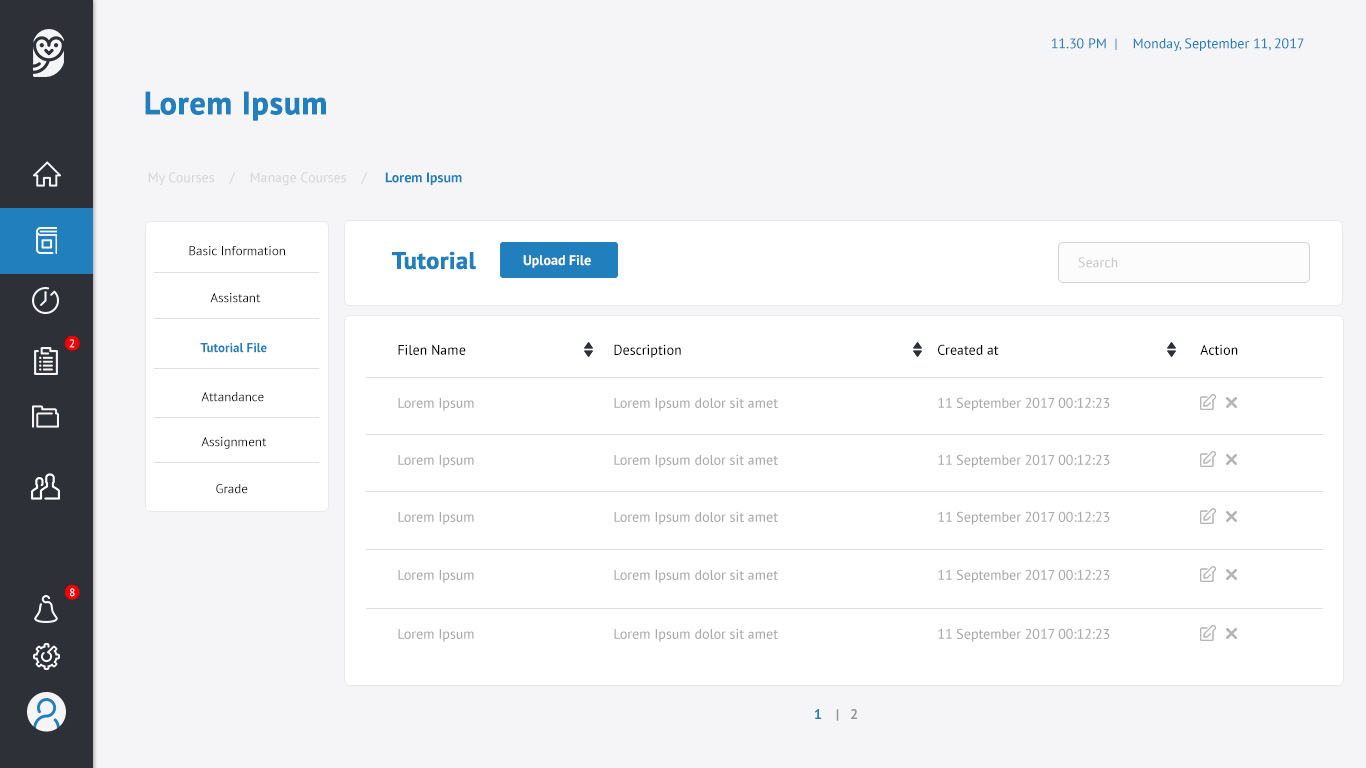 11.30 PM | Monday, September 11, 2017
Lorem Ipsum
My Courses / Manage Courses / Lorem Ipsum
Basic Information
Assistant
Tutorial File
Attandance
Assignment
Grade
2
8
Tutorial
Upload File
Search
Filen Name Description Created at Action
Lorem Ipsum Lorem Ipsum dolor sit amet 11 September 2017 00:12:23
Lorem Ipsum Lorem Ipsum dolor sit amet 11 September 2017 00:12:23
Lorem Ipsum Lorem Ipsum dolor sit amet 11 September 2017 00:12:23
Lorem Ipsum Lorem Ipsum dolor sit amet 11 September 2017 00:12:23
Lorem Ipsum Lorem Ipsum dolor sit amet 11 September 2017 00:12:23
1 | 2